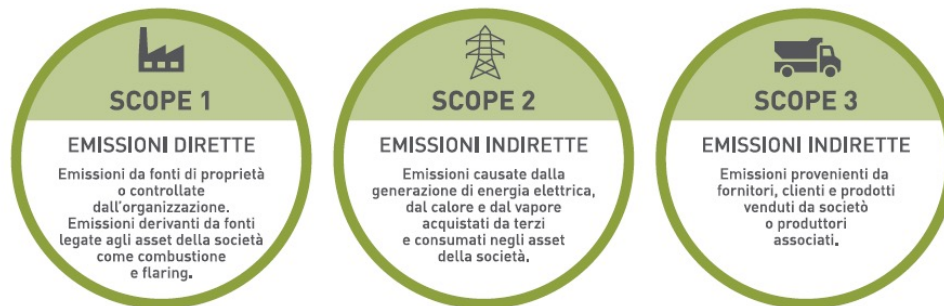 SCOPE 1
EMISSIONI DIRETTE
Emissioni da fonti di proprietà
o controllate
dall'organizzazione.
Emissioni derivanti da fonti
legate agli asset della società
come combustione
e flaring.
SCOPE 2
EMISSIONI INDIRETTE
Emissioni causate dalla
generazione di energia elettrica,
dal calore e dal vapore
acquistati da terzi
e consumati negli asset
della società.
SCOPE 3
EMISSIONI INDIRETTE
Emissioni provenienti da
fornitori, clienti e prodotti
venduti da societò
o produttori
associati.